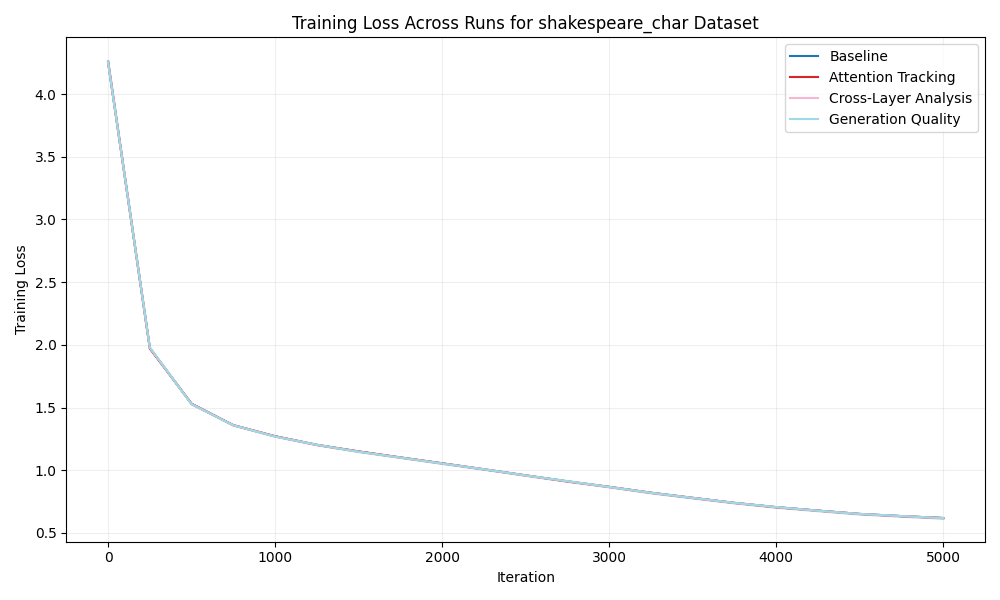 Training Loss Across Runs for shakespeare_char Dataset
Baseline
Attention Tracking
Cross-Layer Analysis
Generation Quality
Training Loss
4.0
3.5
3.0
2.5
2.0
1.5
1.0
0.5
0 1000 2000 3000 4000 5000
Iteration